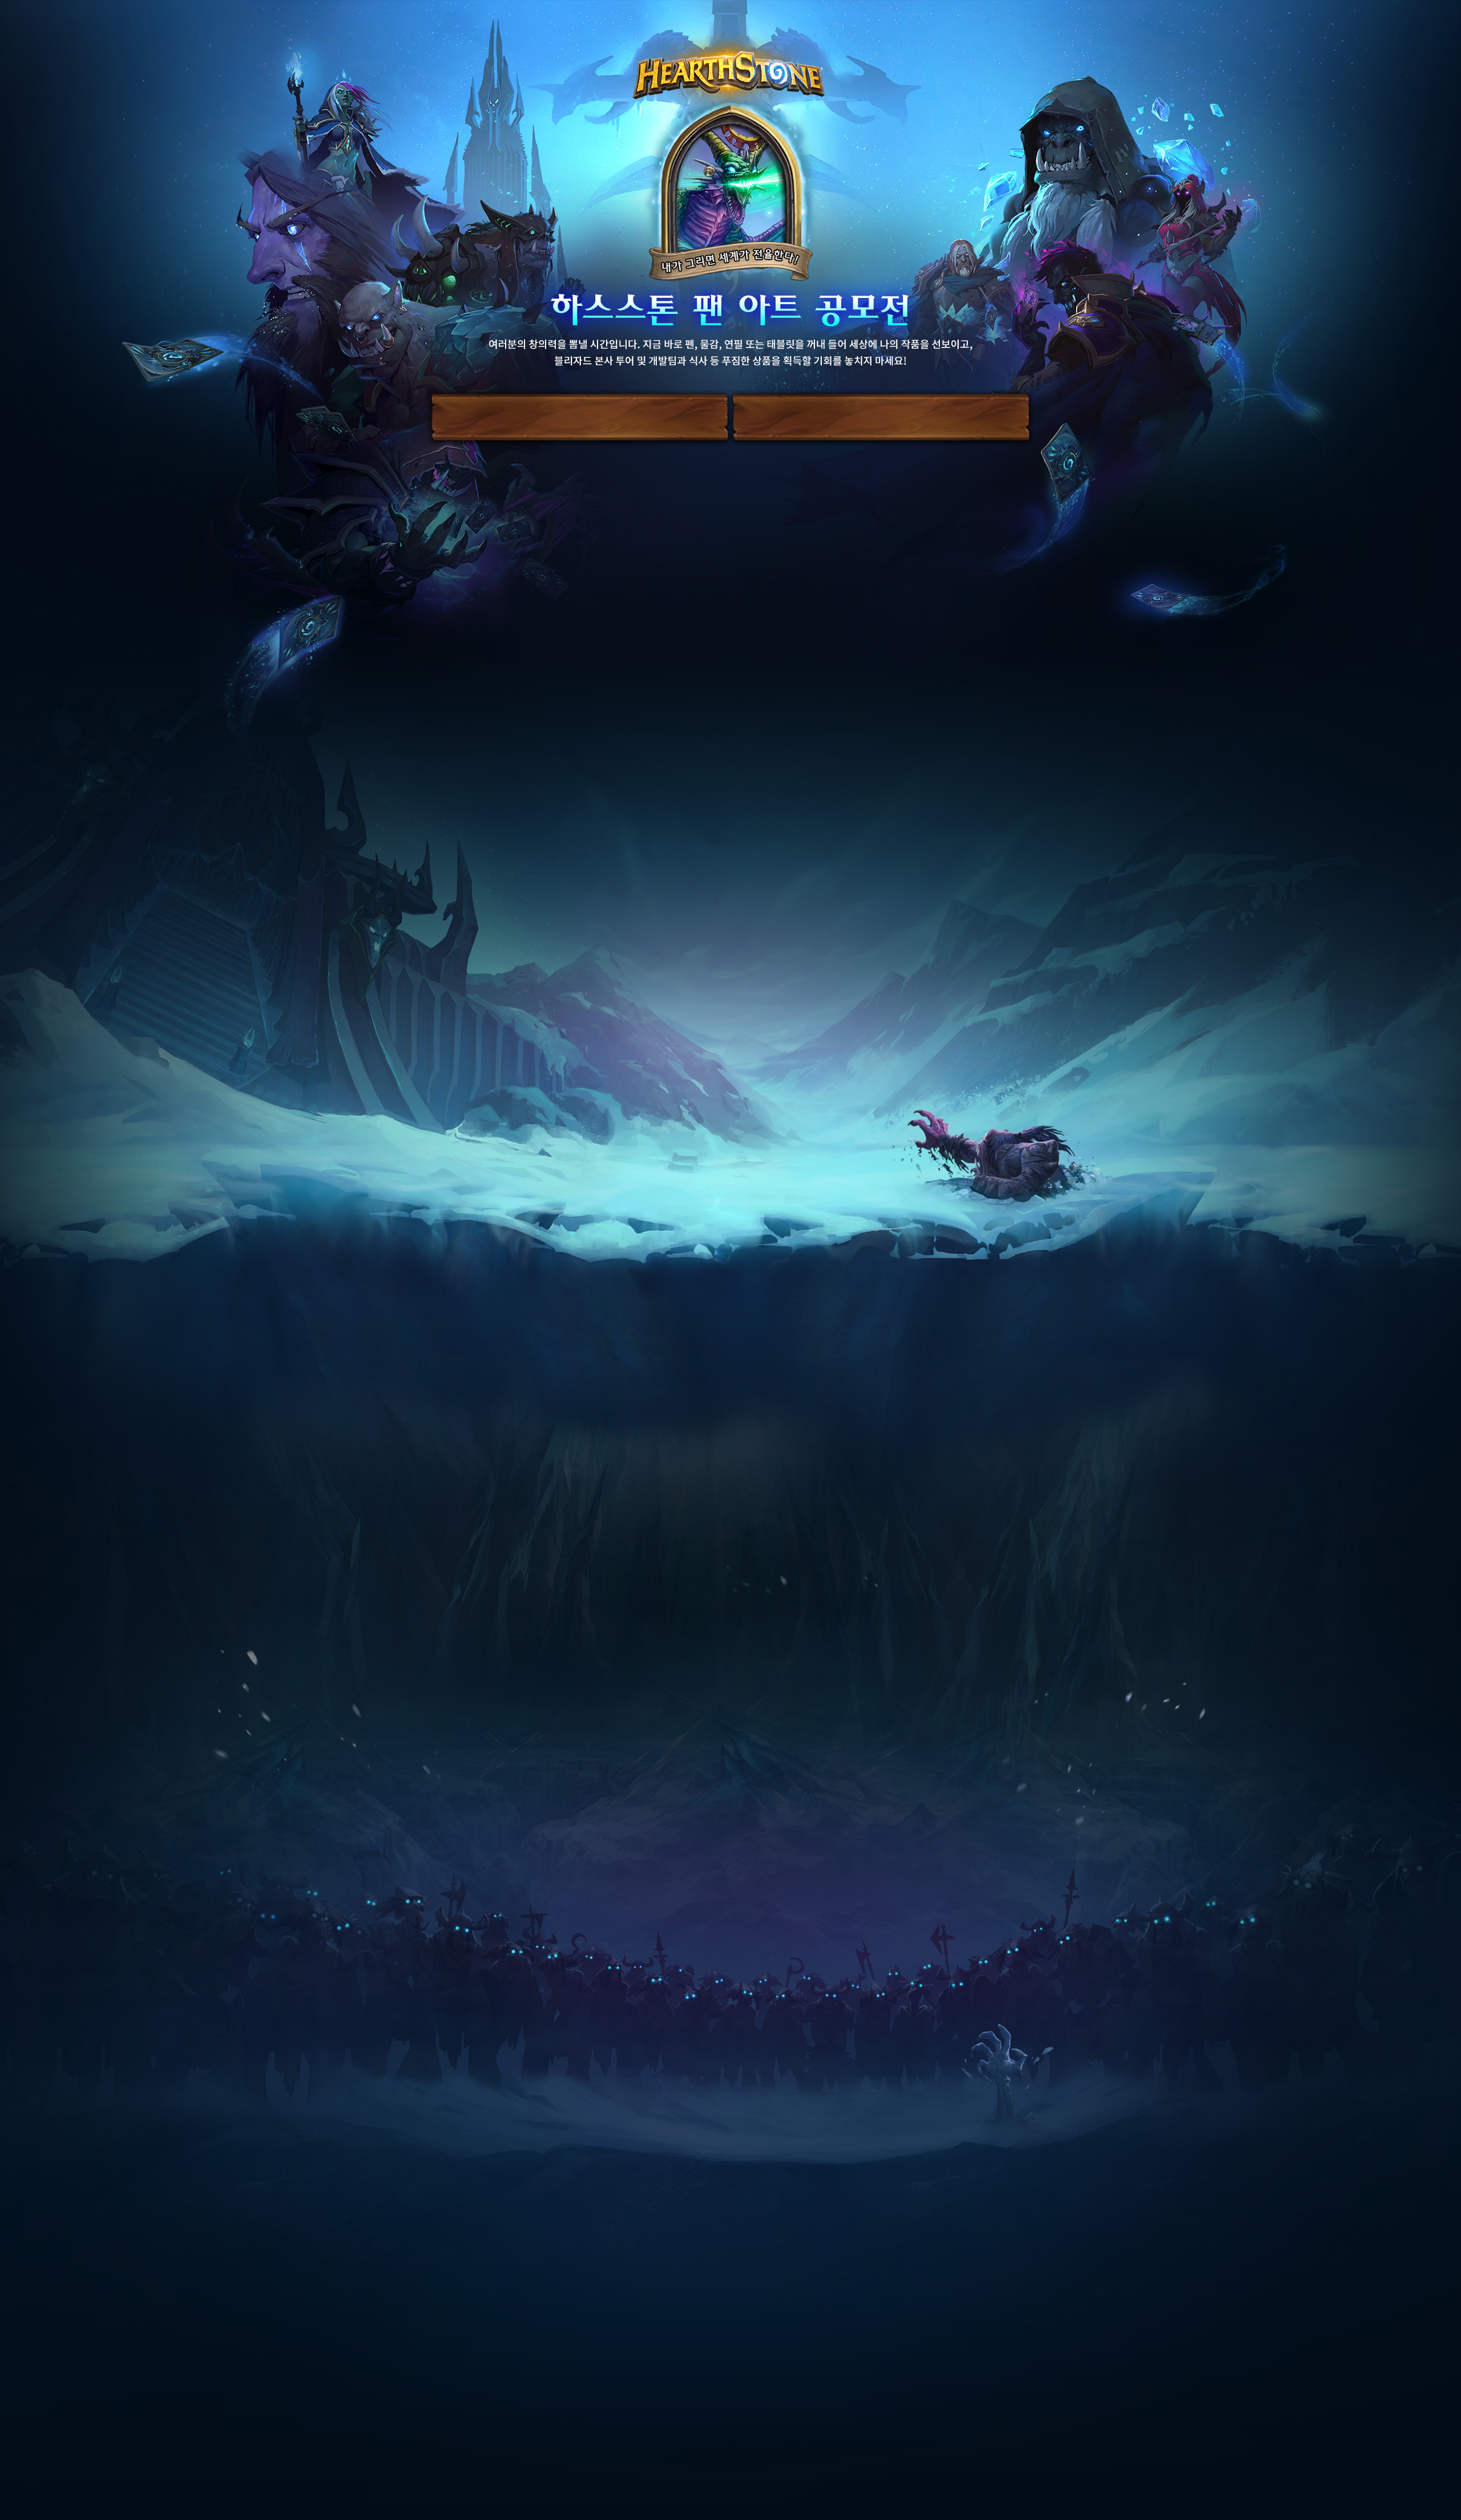 HEARTHSTONE
내가 그리면 세계가 전율한다!
하스스톤 팬 아트 공모전
여러분의 창의력을 뽐낼 시간입니다. 지금 바로 펜, 물감, 연필 또는 태블릿을 꺼내 들어 세상에 나의 작품을 선보이고,
블리자드 본사 투어 및 개발팀과 식사 등 푸짐한 상품을 획득할 기회를 놓치지 마세요!